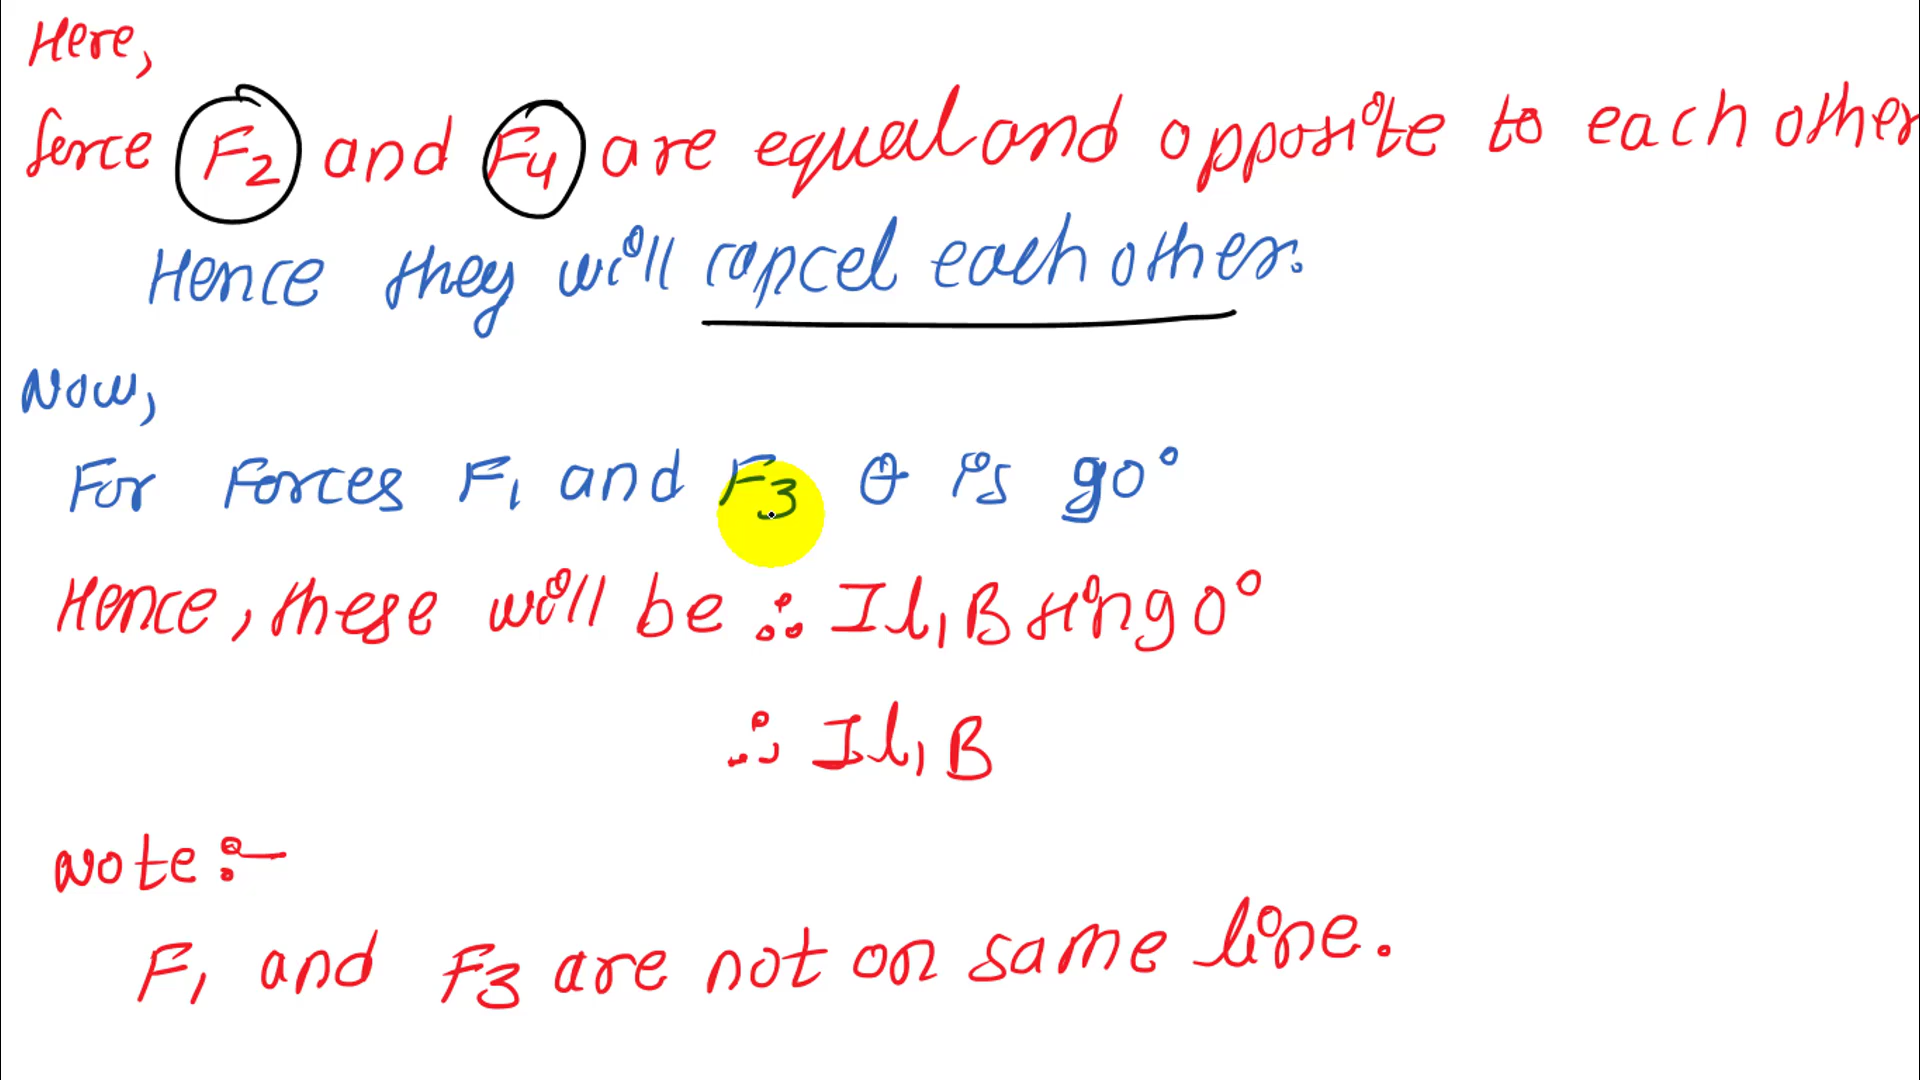 Here,
force F2 and F4 are equal and opposite to each other
Hence they will cancel each other.
Now,
For Forces F1 and F3 θ is 90°
Hence, these will be ∴ Il1B sin90°
∴ Il1B
Note:-
F1 and F3 are not on same line.